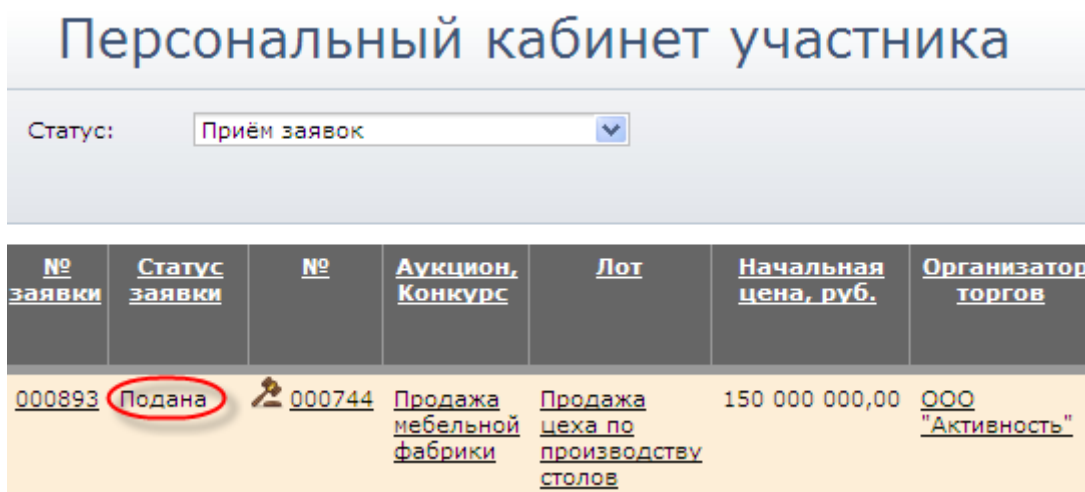 Персональный кабинет участника
Статус: Приём заявок
№ Статус № Аукцион, Лот Начальная Организатор
заявки заявки Конкурс цена, руб. торгов
000893 Подана 000744 Продажа Продажа 150 000 000,00 ООО
мебельной цеха по "Активность"
фабрики производству
столов